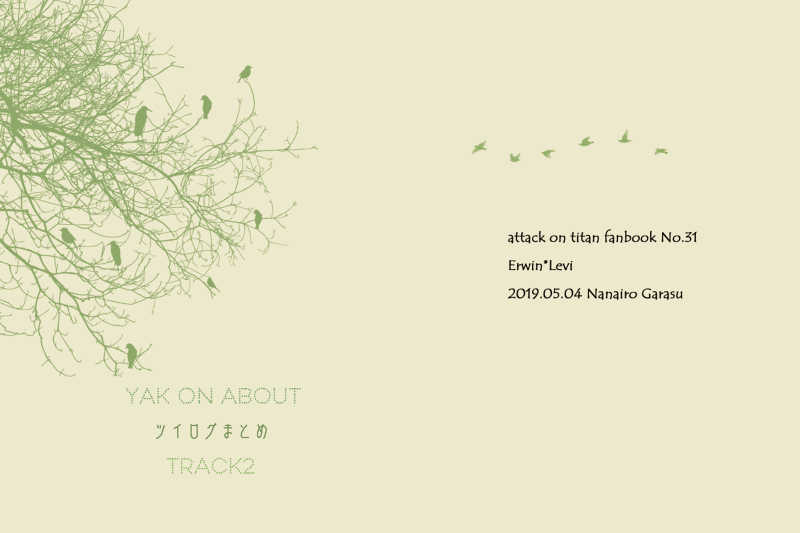 YAK ON ABOUT
ツイログまとめ
TRACK2
attack on titan fanbook No.31
Erwin*Levi
2019.05.04 Nanairo Garasu